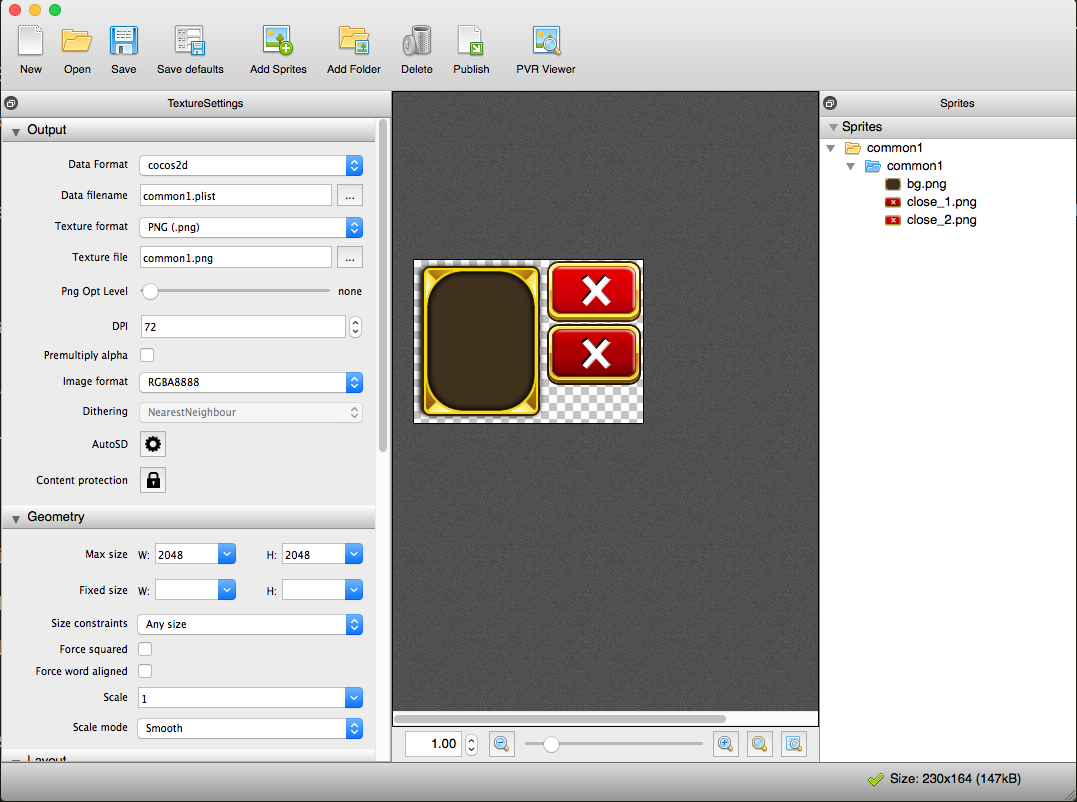 New Open Save Save defaults Add Sprites Add Folder Delete Publish PVR Viewer
TextureSettings
Output
Data Format cocos2d
Data filename common1.plist ...
Texture format PNG (.png)
Texture file common1.png ...
Png Opt Level none
DPI 72
Premultiply alpha
Image format RGBA8888
Dithering NearestNeighbour
AutoSD
Content protection
Geometry
Max size W: 2048 H: 2048
Fixed size W: H:
Size constraints Any size
Force squared
Force word aligned
Scale 1
Scale mode Smooth
Layout
1.00
Sprites
Sprites
common1
common1
bg.png
close_1.png
close_2.png
Size: 230x164 (147kB)